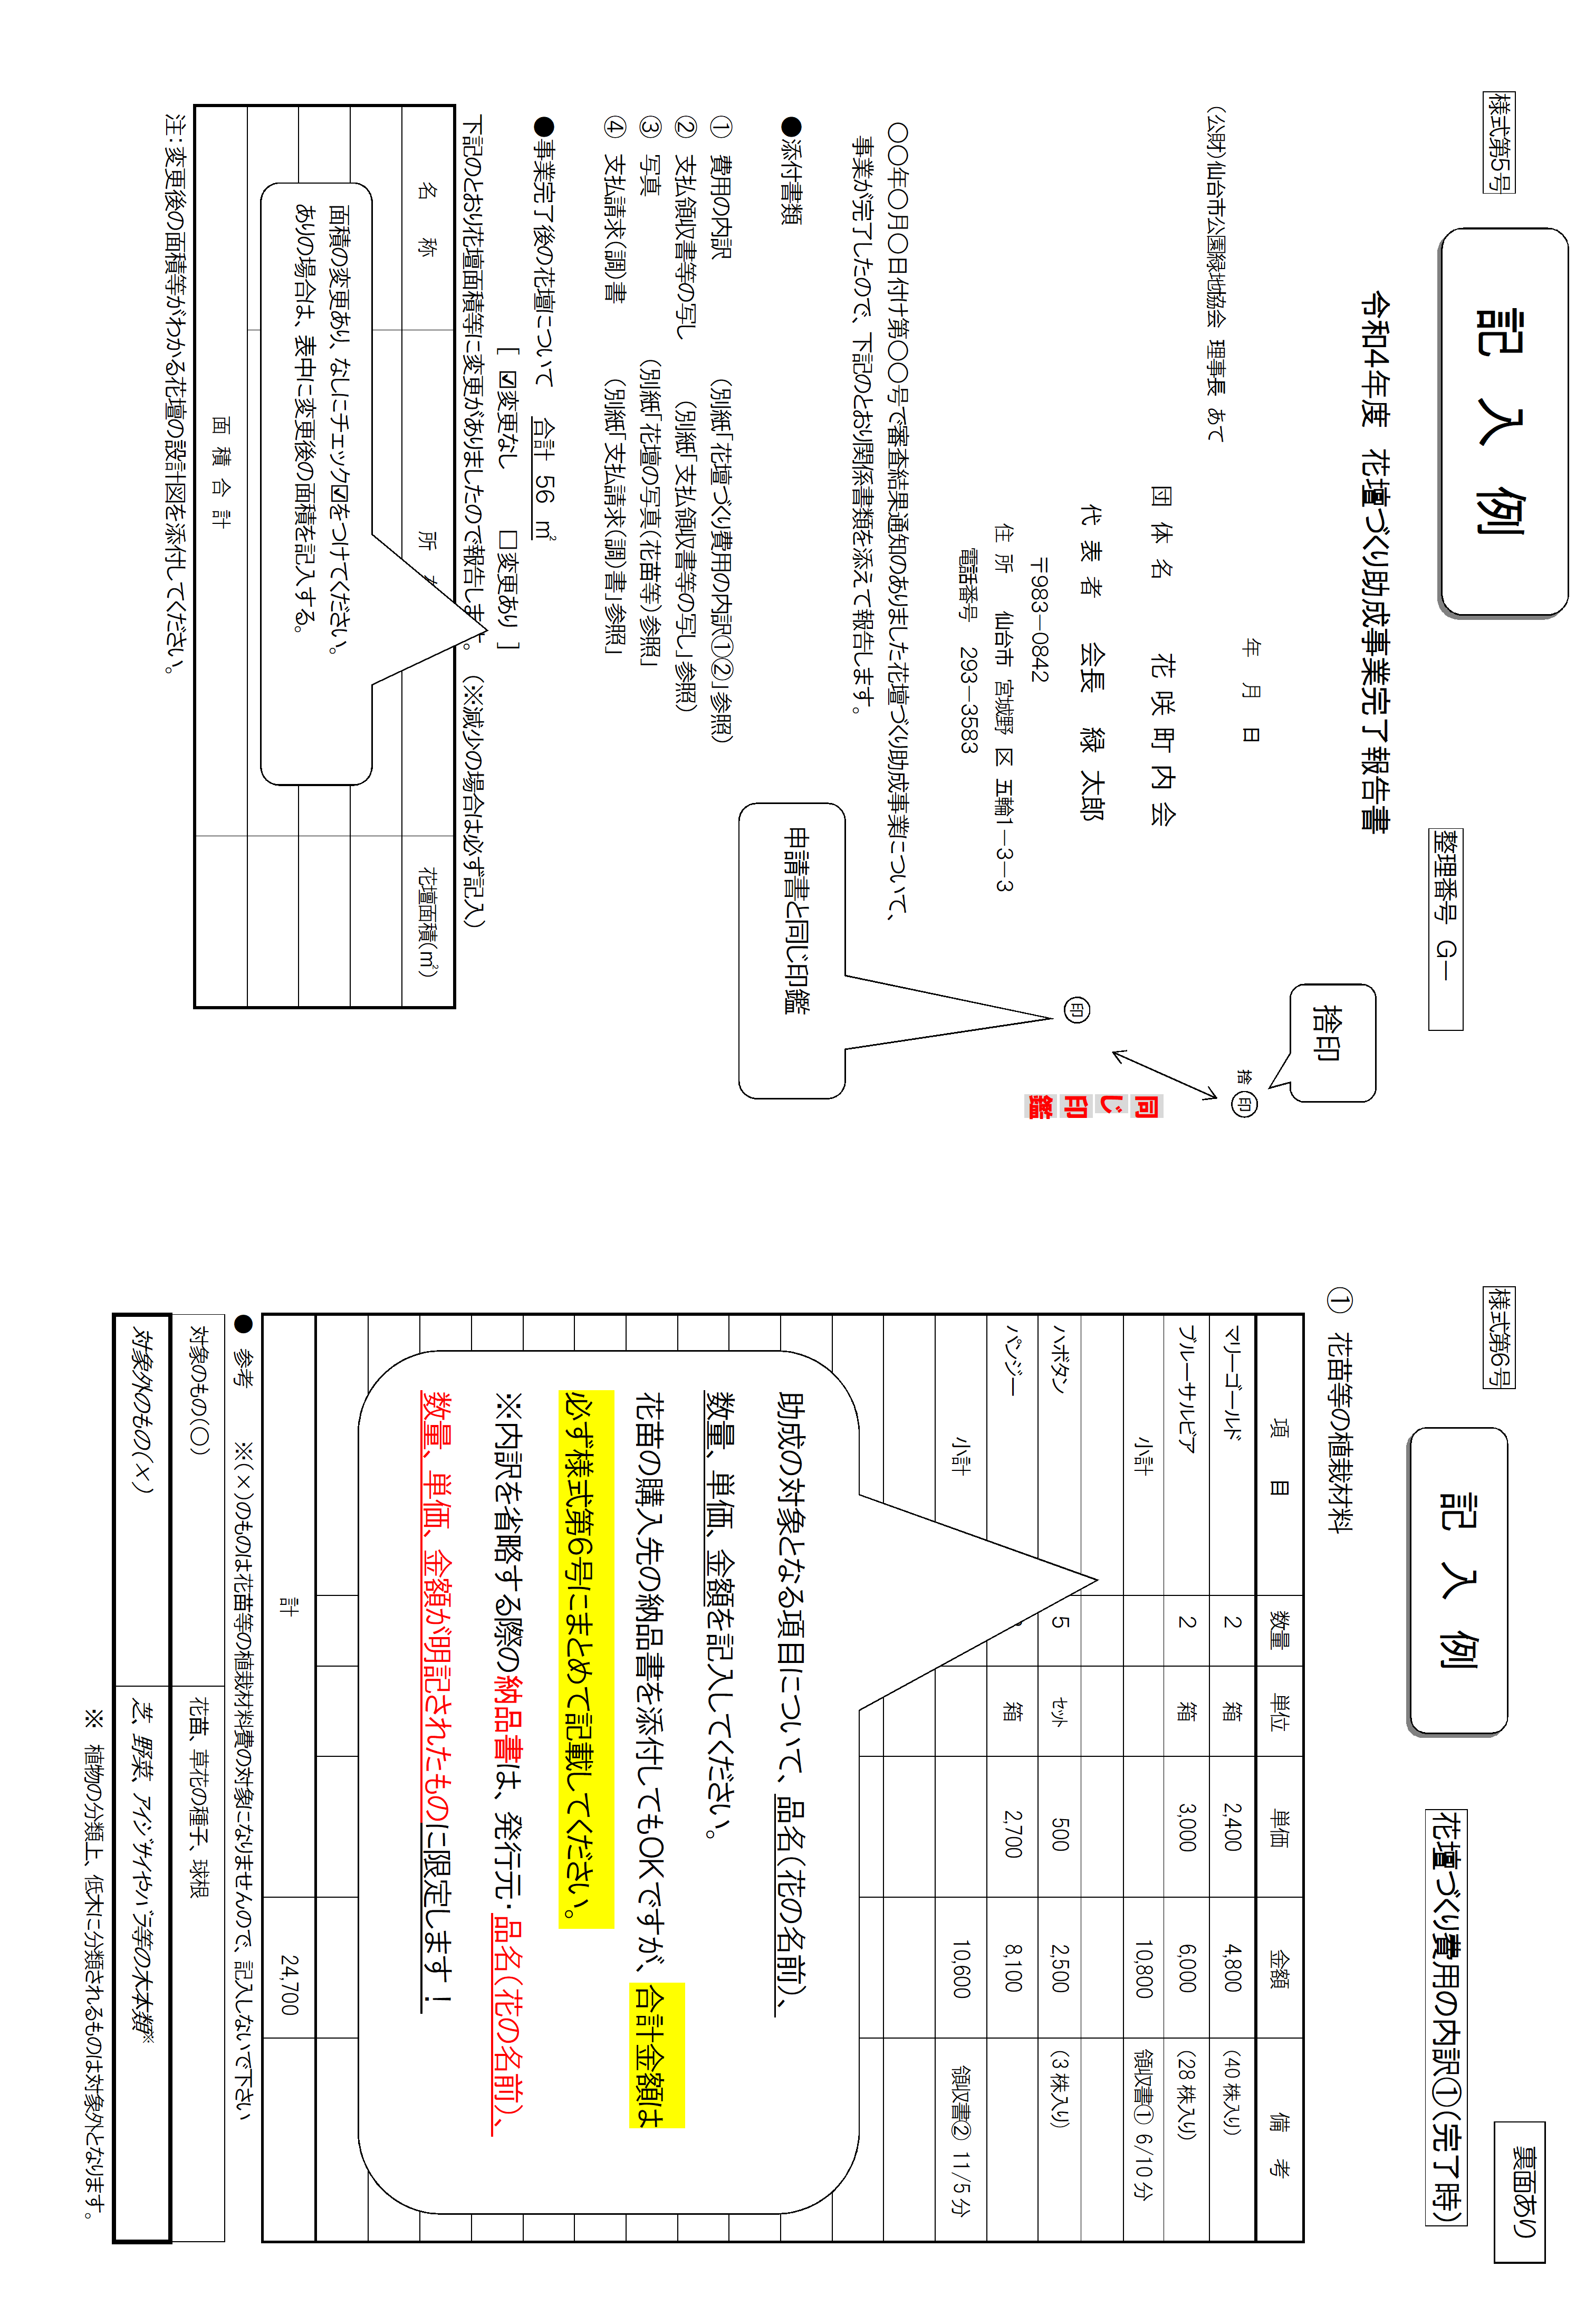 様式第5号
記 入 例
整理番号 G－
令和4年度 花壇づくり助成事業完了報告書
捨印
捨 印
年 月 日
（公財）仙台市公園緑地協会 理事長 あて
団 体 名 花 咲 町 内 会
代 表 者 会長 緑 太郎 印
同じ印鑑
〒983－0842
住 所 仙台市 宮城野 区 五輪1－3－3
電話番号 293－3583
申請書と同じ印鑑
〇〇年〇月〇日付け第〇〇号で審査結果通知のありました花壇づくり助成事業について、
事業が完了したので、下記のとおり関係書類を添えて報告します。
●添付書類
① 費用の内訳 （別紙「花壇づくり費用の内訳①②」参照）
② 支払領収書等の写し （別紙「支払領収書等の写し」参照）
③ 写真 （別紙「花壇の写真（花苗等）参照」
④ 支払請求（調）書 （別紙「支払請求（調）書」参照」
●事業完了後の花壇について 合計 56 ㎡
[ ☑変更なし □変更あり ]
下記のとおり花壇面積等に変更がありましたので報告します。（※減少の場合は必ず記入）
名 称 所 花壇面積（㎡）
面積の変更あり、なしにチェック☑をつけてください。
ありの場合は、表中に変更後の面積を記入する。
面 積 合 計
注：変更後の面積等がわかる花壇の設計図を添付してください。
様式第6号
裏面あり
記 入 例
花壇づくり費用の内訳①（完了時）
① 花苗等の植栽材料
項 目 数量 単位 単価 金額 備 考
マリーゴールド 2 箱 2,400 4,800 （40 株入り）
ブルーサルビア 2 箱 3,000 6,000 （28 株入り）
小計 10,800 領収書① 6/10 分
ハボタン 5 セット 500 2,500 （3 株入り）
パンジー 箱 2,700 8,100
小計 10,600 領収書② 11/5 分
助成の対象となる項目について、品名（花の名前）、
数量、単価、金額を記入してください。
花苗の購入先の納品書を添付してもOKですが、合計金額は
必ず様式第6号にまとめて記載してください。
※内訳を省略する際の納品書は、発行元・品名（花の名前）、
数量、単価、金額が明記されたものに限定します！
計 24,700
● 参考 ※（×）のものは花苗等の植栽材料費の対象になりませんので、記入しないで下さい
対象のもの（〇） 花苗、草花の種子、球根
対象外のもの（×） 芝、野菜、アイジサイやバラ等の木本類※
※ 植物の分類上、低木に分類されるものは対象外となります。